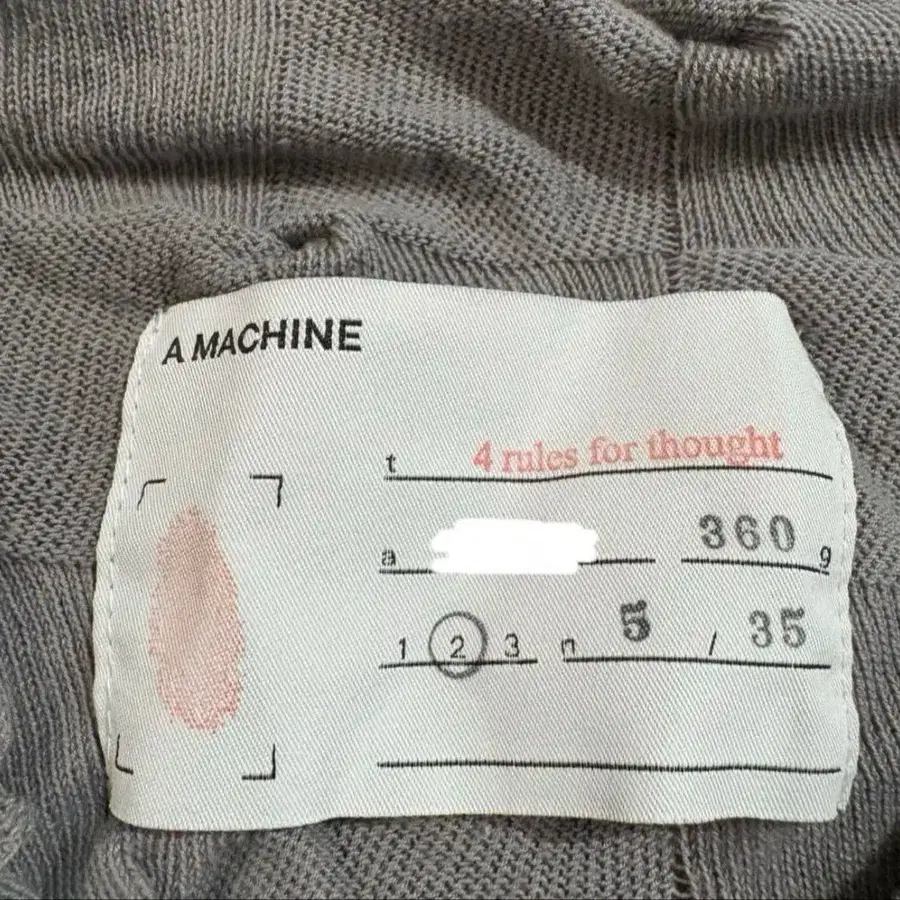 A MACHINE
t 4 rules for thought
a 360 g
1 2 3 n 5 / 35